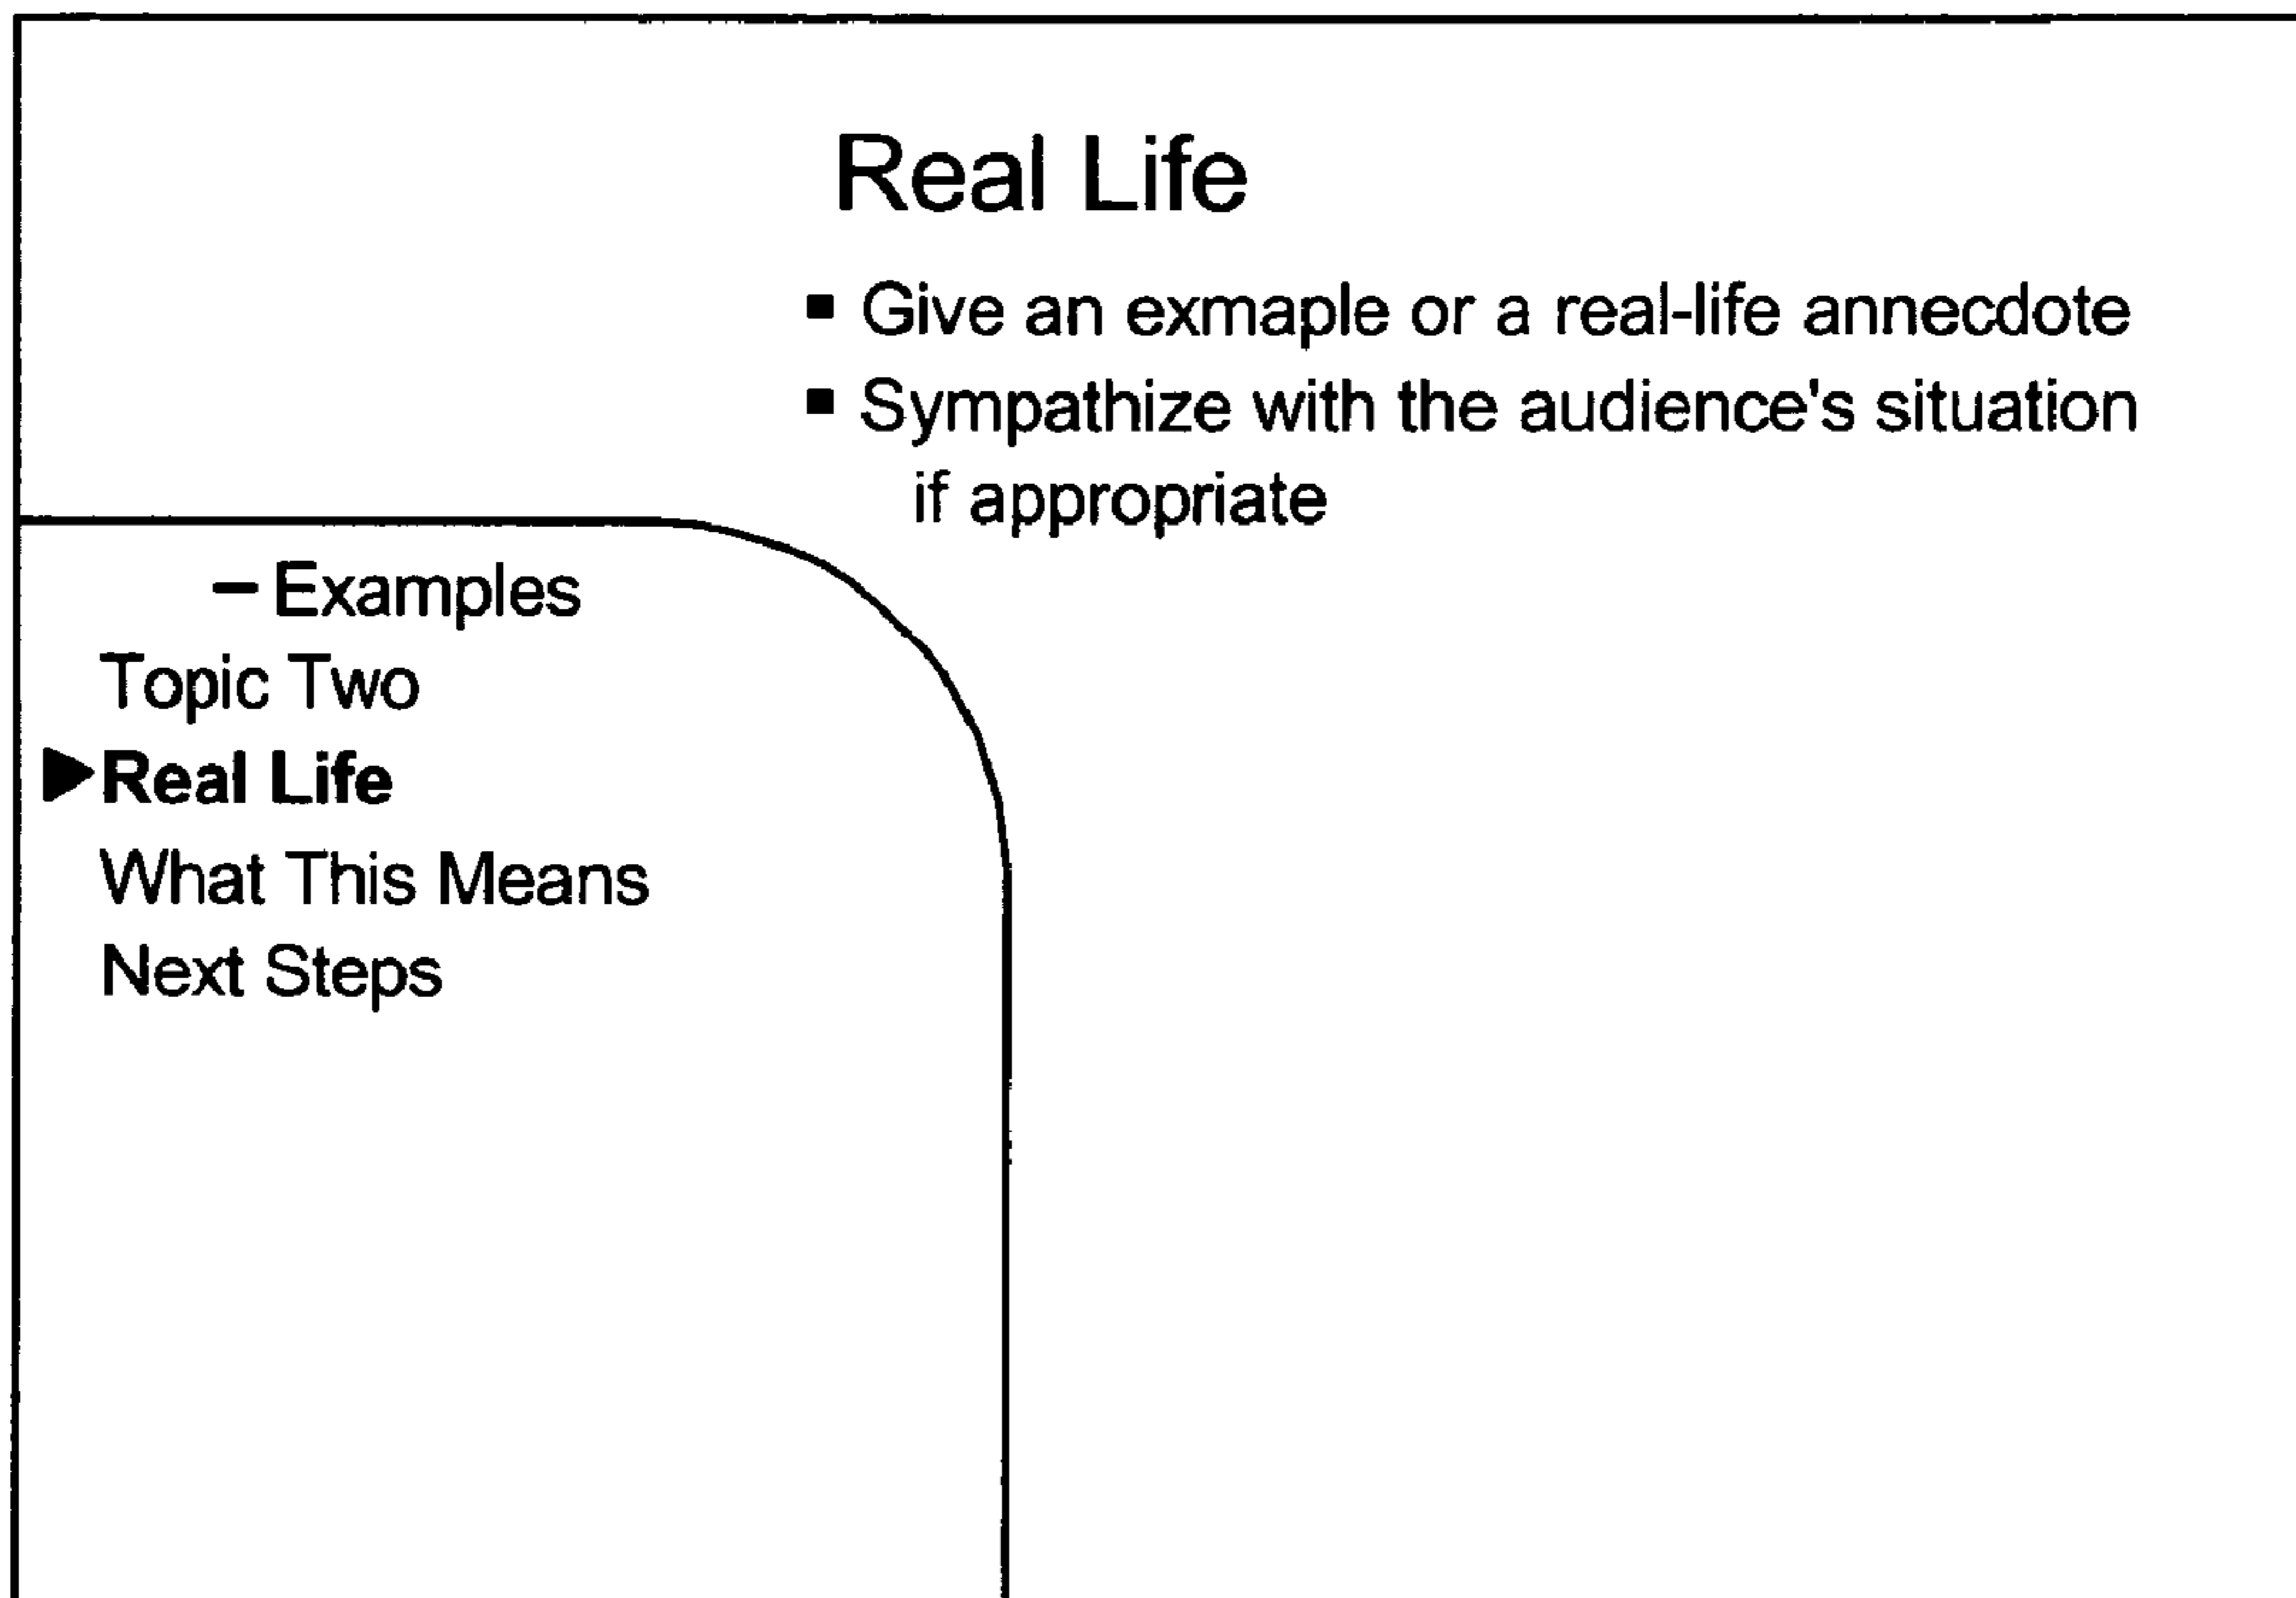 Real Life
▪ Give an exmaple or a real-life annecdote
▪ Sympathize with the audience's situation
if appropriate
– Examples
Topic Two
▶Real Life
What This Means
Next Steps